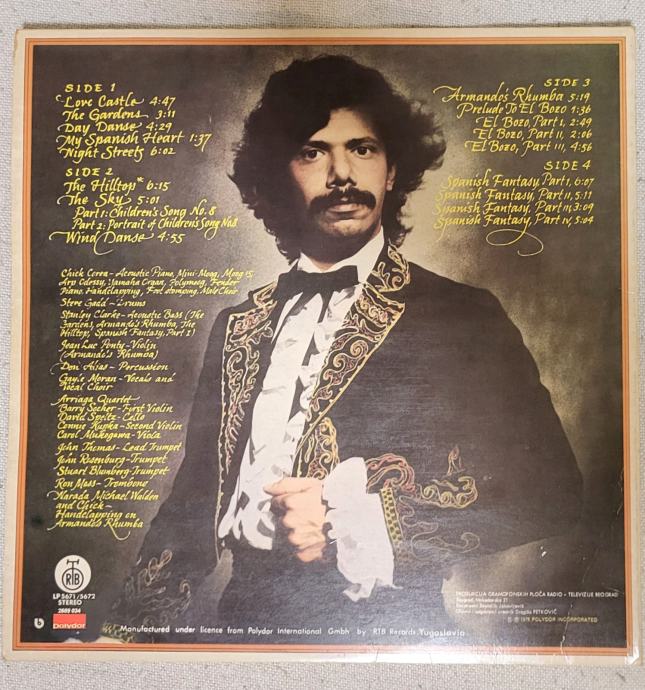 SIDE 1
Love Castle 4:47
The Gardens 3:11
Day Danse 4:29
My Spanish Heart 1:37
Night Streets 6:02
SIDE 2
The Hilltop* 6:15
The Sky 5:01
Part 1: Children's Song No. 8
Part 2: Portrait of Children's Song No. 8
Wind Danse 4:55
SIDE 3
Armando's Rhumba 5:19
Prelude To El Bozo 1:36
El Bozo, Part I, 2:49
El Bozo, Part II, 2:06
El Bozo, Part III, 4:56
SIDE 4
Spanish Fantasy, Part I, 6:07
Spanish Fantasy, Part II, 5:11
Spanish Fantasy, Part III, 3:09
Spanish Fantasy, Part IV, 5:04
Chick Corea - Acoustic Piano, Mini-Moog, Moog 15
Arp Odessy, Yamaha Organ, Polymoog, Fender
Piano, Handclapping, Foot stomping, Male Choir
Steve Gadd - Drums
Stanley Clarke - Acoustic Bass (The
Gardens, Armando's Rhumba, The
Hilltop, Spanish Fantasy, Part I)
Jean Luc Ponty - Violin
(Armando's Rhumba)
Don Alias - Percussion
Gayle Moran - Vocals and
Vocal Choir
Arriaga Quartet
Barry Socher - First Violin
David Speltz - Cello
Connie Kupka - Second Violin
Carol Mukogawa - Viola
John Thomas - Lead Trumpet
John Rosenburg - Trumpet
Stuart Blumberg - Trumpet
Ron Moss - Trombone
Narada Michael Walden
and Chick -
Handclapping on
Armando's Rhumba
RTB
LP 5671/5672
STEREO
2669 034
polydor
Manufactured under licence from Polydor International Gmbh by RTB Records, Yugoslavia
PRODUKCIJA GRAMOFONSKIH PLOČA RADIO - TELEVIZIJE BEOGRAD
Beograd, Makedonska 21
PETKOVIĆ
POLYDOR INCORPORATED